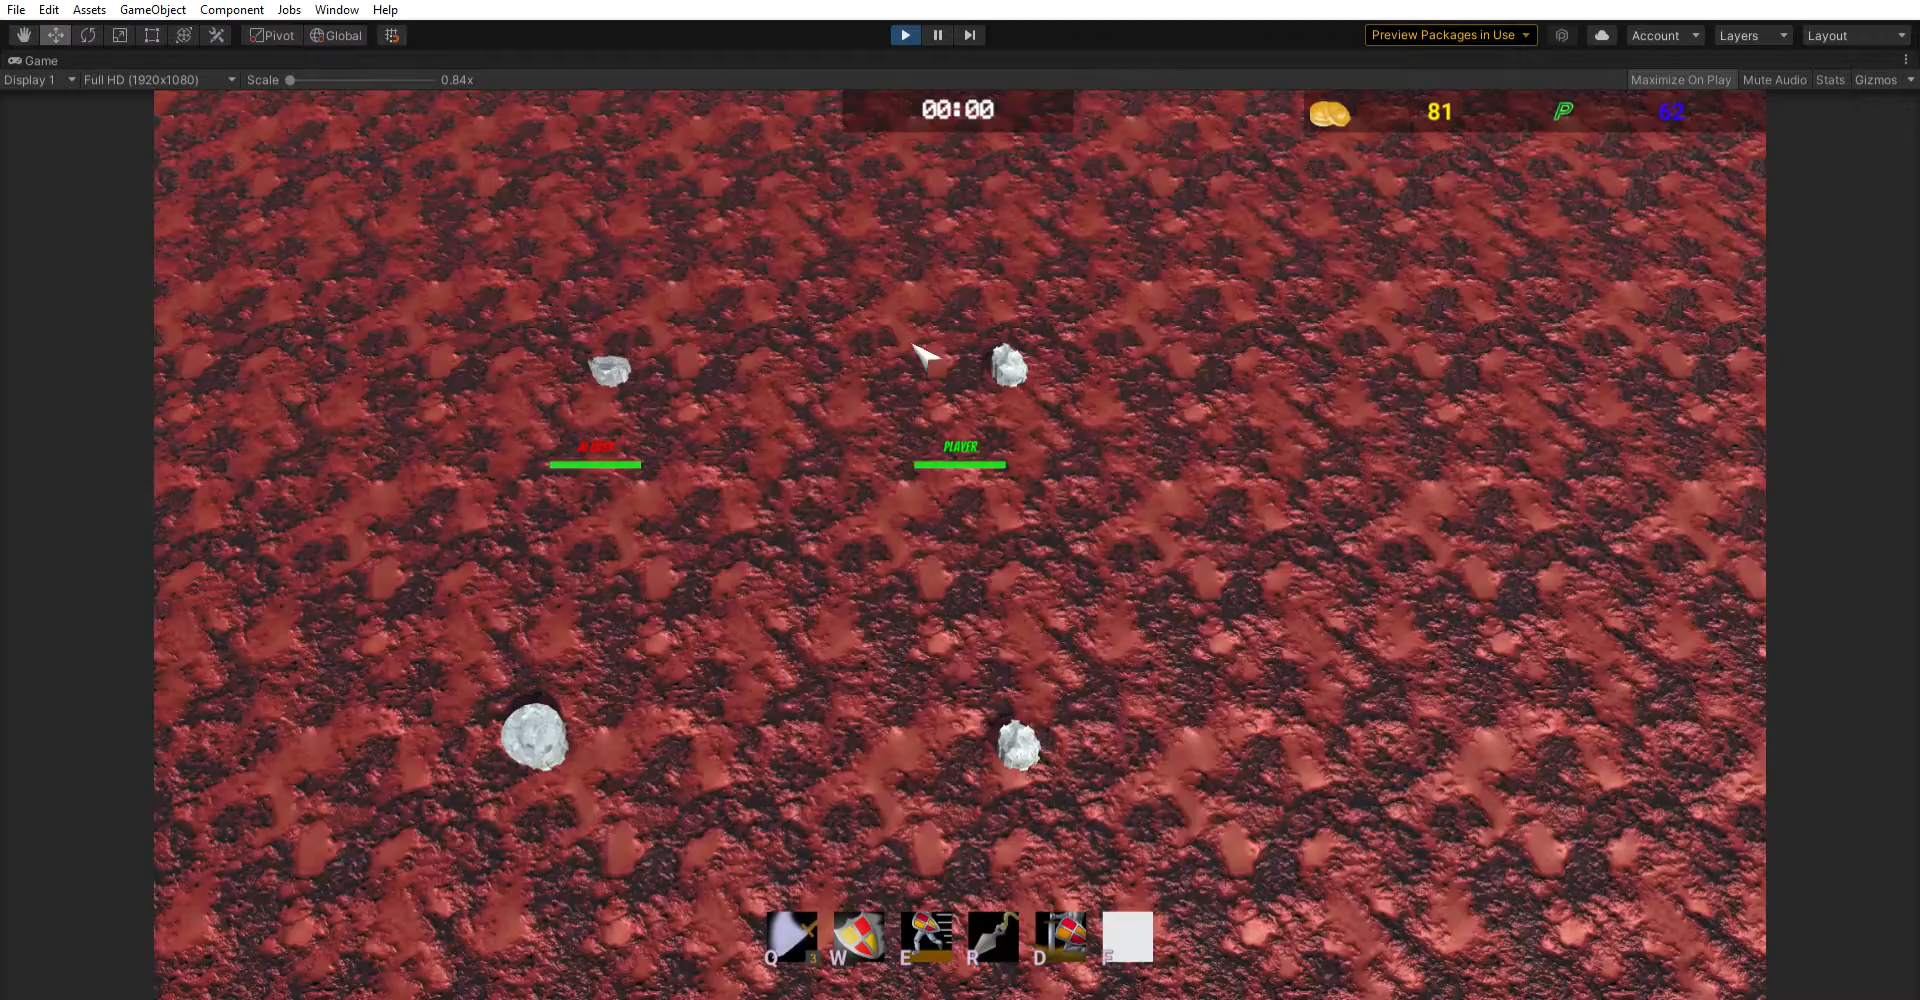 File Edit Assets GameObject Component Jobs Window Help
Pivot Global Preview Packages in Use Account Layers Layout
Game
Display 1 Full HD (1920x1080) Scale 0.84x Maximize On Play Mute Audio Stats Gizmos
00:00 81 P 62
PLAYER
Q 3 W E R D F